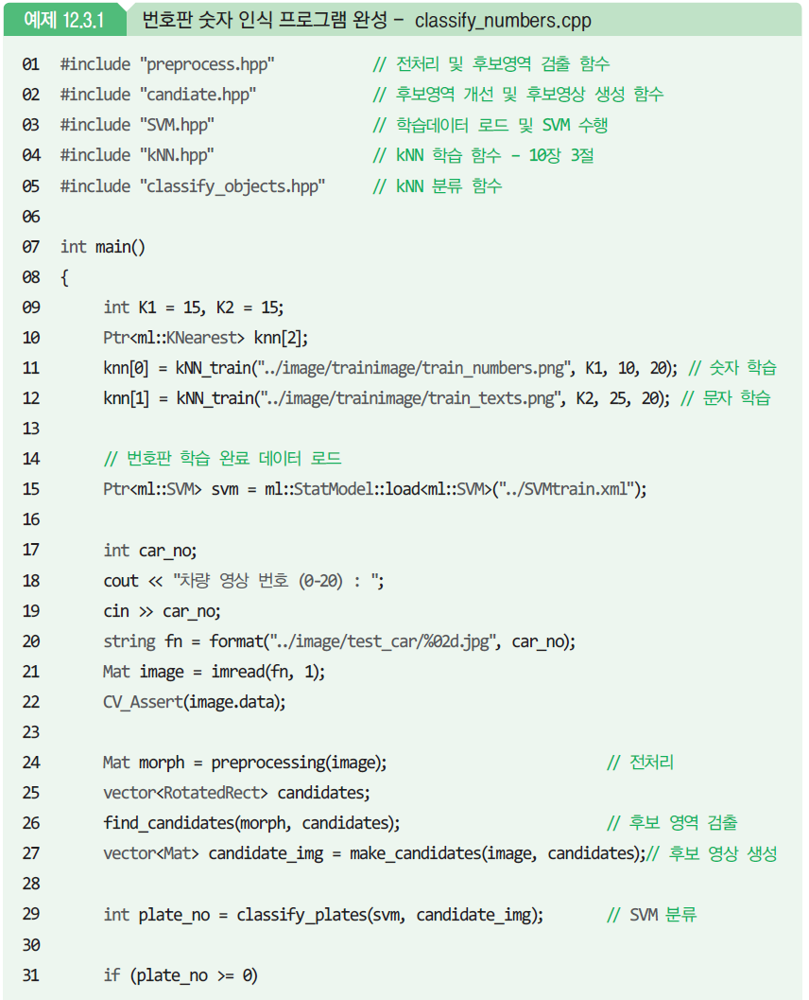 예제 12.3.1 번호판 숫자 인식 프로그램 완성 - classify_numbers.cpp
01 #include "preprocess.hpp" // 전처리 및 후보영역 검출 함수
02 #include "candiate.hpp" // 후보영역 개선 및 후보영상 생성 함수
03 #include "SVM.hpp" // 학습데이터 로드 및 SVM 수행
04 #include "kNN.hpp" // kNN 학습 함수 - 10장 3절
05 #include "classify_objects.hpp" // kNN 분류 함수
06
07 int main()
08 {
09 int K1 = 15, K2 = 15;
10 Ptr<ml::KNearest> knn[2];
11 knn[0] = kNN_train("../image/trainimage/train_numbers.png", K1, 10, 20); // 숫자 학습
12 knn[1] = kNN_train("../image/trainimage/train_texts.png", K2, 25, 20); // 문자 학습
13
14 // 번호판 학습 완료 데이터 로드
15 Ptr<ml::SVM> svm = ml::StatModel::load<ml::SVM>("../SVMtrain.xml");
16
17 int car_no;
18 cout << "차량 영상 번호 (0-20) : ";
19 cin >> car_no;
20 string fn = format("../image/test_car/%02d.jpg", car_no);
21 Mat image = imread(fn, 1);
22 CV_Assert(image.data);
23
24 Mat morph = preprocessing(image); // 전처리
25 vector<RotatedRect> candidates;
26 find_candidates(morph, candidates); // 후보 영역 검출
27 vector<Mat> candidate_img = make_candidates(image, candidates);// 후보 영상 생성
28
29 int plate_no = classify_plates(svm, candidate_img); // SVM 분류
30
31 if (plate_no >= 0)